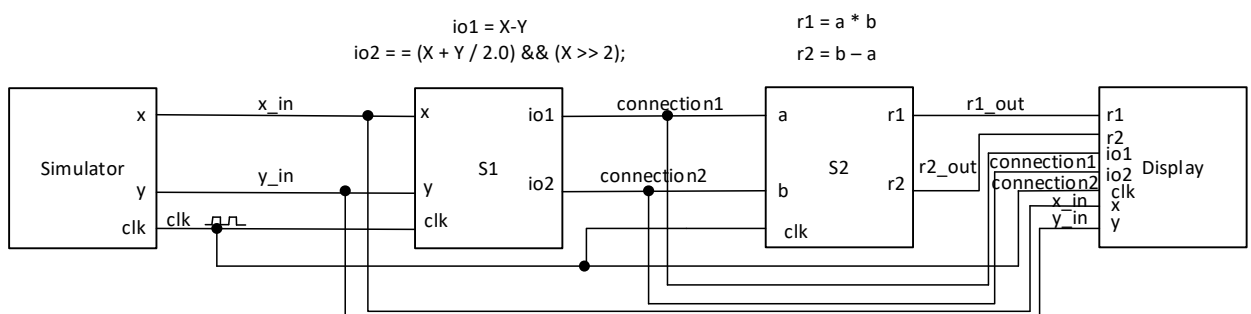 io1 = X-Y
io2 = = (X + Y / 2.0) && (X >> 2);
r1 = a * b
r2 = b – a
Simulator
x
y
clk
x_in
y_in
clk
x
y
clk
S1
io1
io2
connection1
connection2
a
b
clk
S2
r1
r2
r1_out
r2_out
connection1
connection2
x_in
y_in
r1
r2
io1
io2
clk
x
y
Display